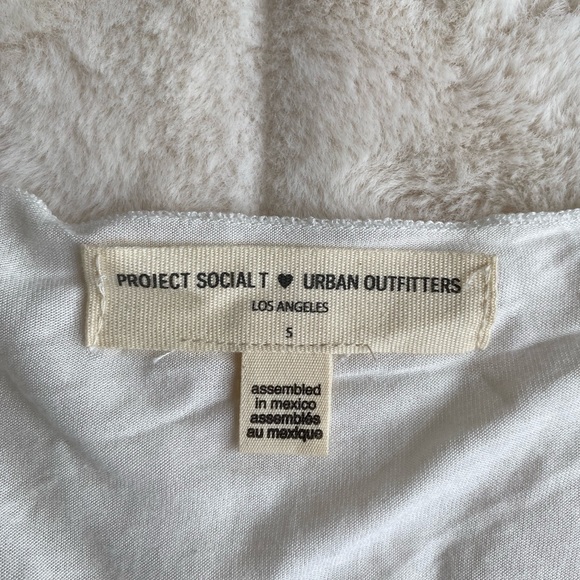 PROJECT SOCIAL T ♥ URBAN OUTFITTERS
LOS ANGELES
S
assembled
in mexico
assemblés
au mexique